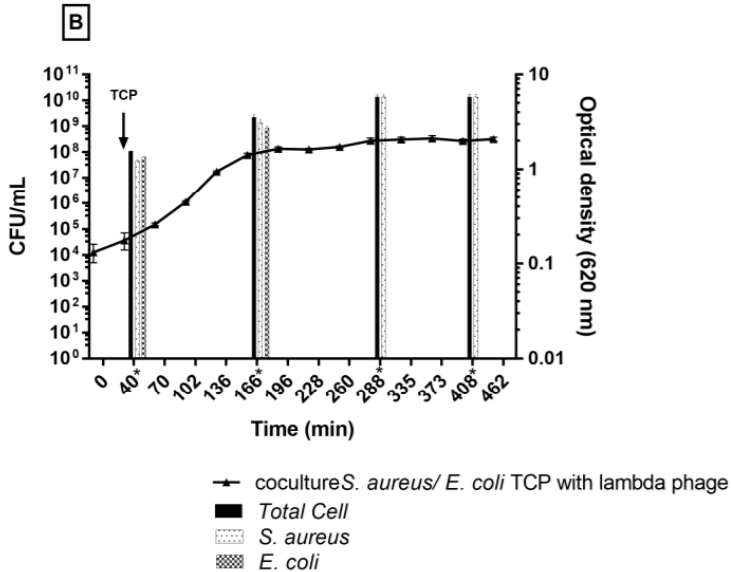 B
TCP
CFU/mL
10¹¹
10¹⁰
10⁹
10⁸
10⁷
10⁶
10⁵
10⁴
10³
10²
10¹
10⁰
10
1
0.1
0.01
Optical density (620 nm)
0 40* 70 102 136 166* 196 228 260 288* 335 373 408* 462
Time (min)
cocultureS. aureus/ E. coli TCP with lambda phage
Total Cell
S. aureus
E. coli